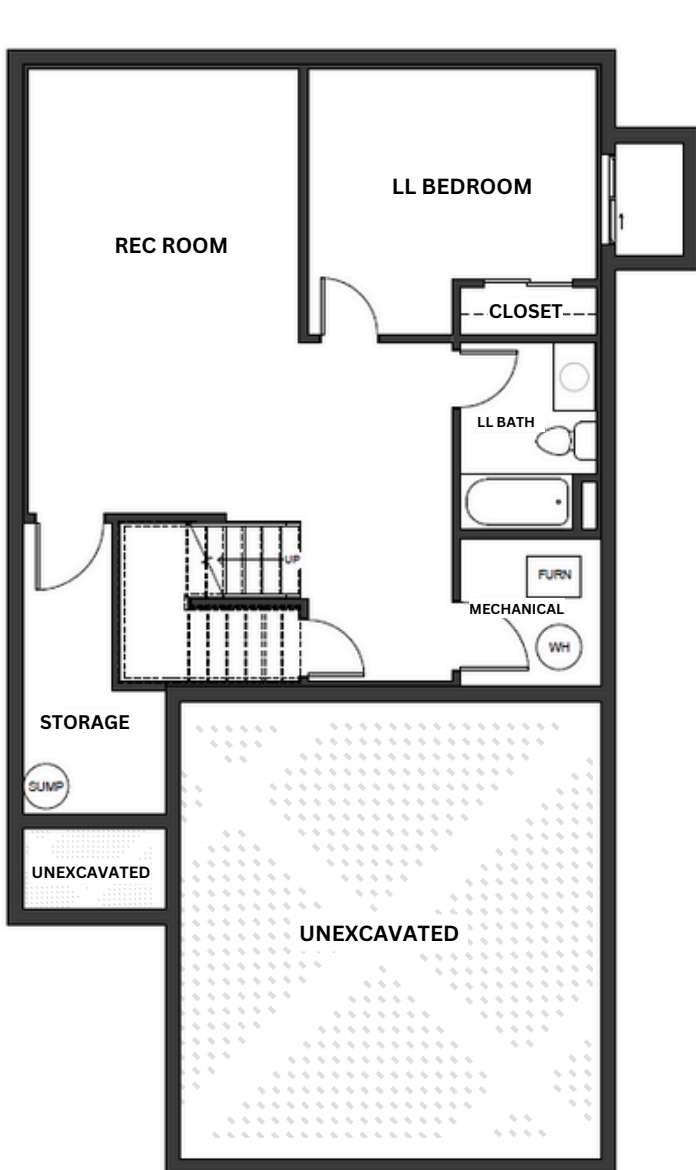 LL BEDROOM
REC ROOM
CLOSET
LL BATH
UP
FURN
MECHANICAL
WH
STORAGE
SUMP
UNEXCAVATED
UNEXCAVATED